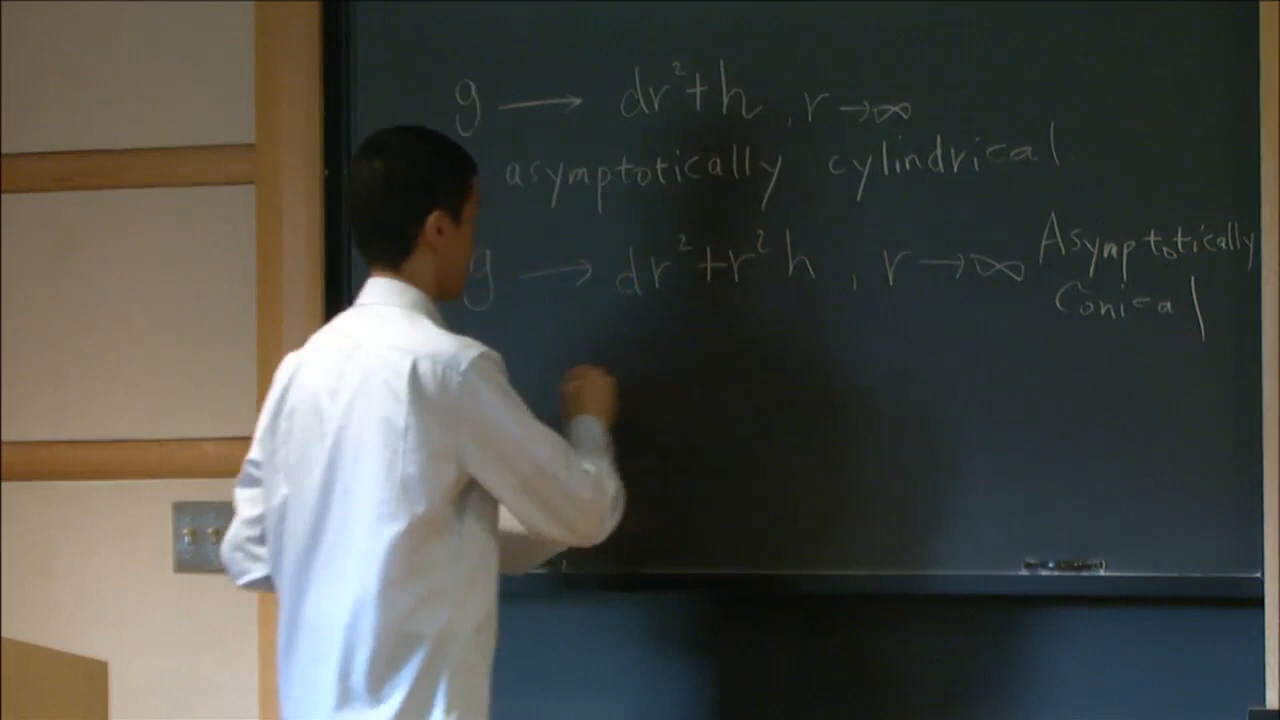 g → dr²+h , r→∞
asymptotically cylindrical
g → dr²+r²h , r→∞ Asymptotically
Conical